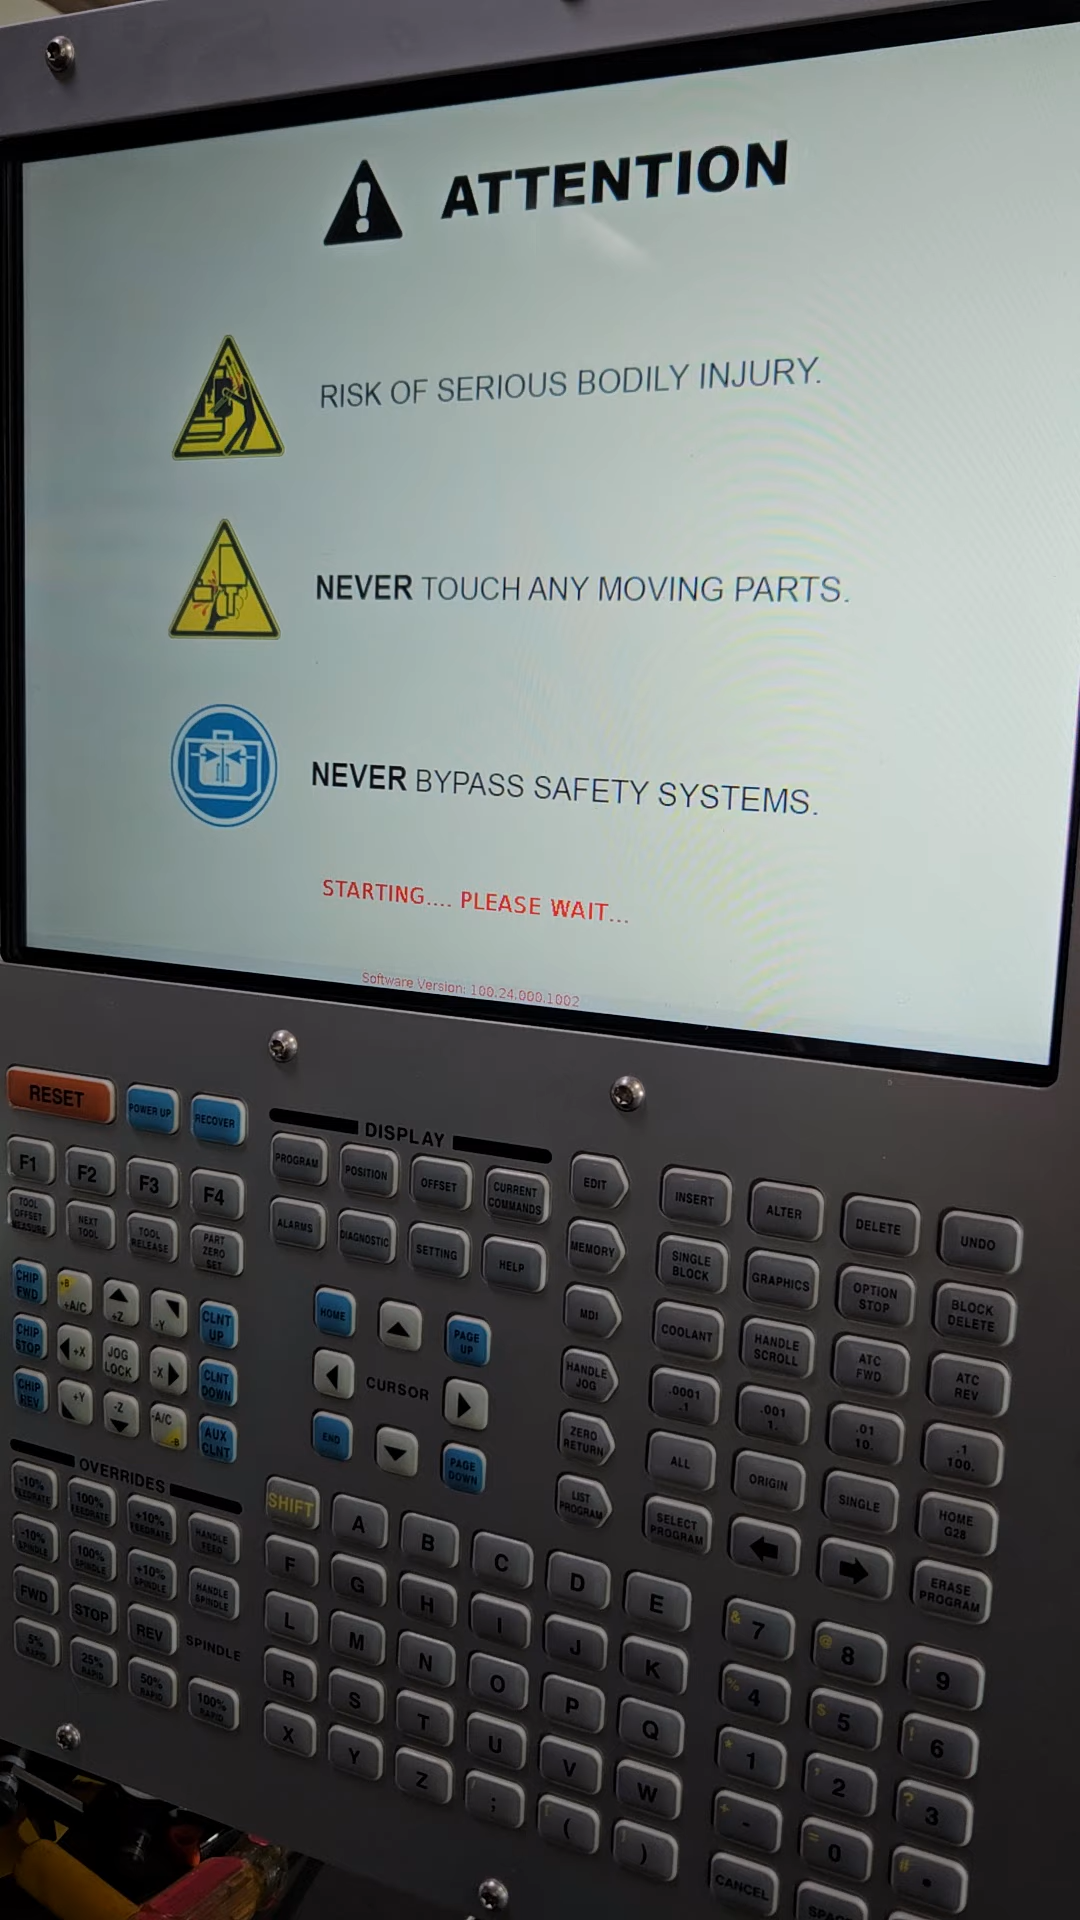 ATTENTION
RISK OF SERIOUS BODILY INJURY.
NEVER TOUCH ANY MOVING PARTS.
NEVER BYPASS SAFETY SYSTEMS.
STARTING.... PLEASE WAIT...
Software Version: 100.24.000.1002
RESET
POWER UP
RECOVER
F1
F2
F3
F4
TOOL
OFFSET
MEASURE
NEXT
TOOL
TOOL
RELEASE
PART
ZERO
SET
CHIP
FWD
+B
+A/C
+Z
-Y
CLNT
UP
CHIP
STOP
+X
JOG
LOCK
-X
CLNT
DOWN
CHIP
REV
+Y
-Z
-A/C
-B
AUX
CLNT
OVERRIDES
-10%
FEEDRATE
100%
FEEDRATE
+10%
FEEDRATE
HANDLE
FEED
-10%
SPINDLE
100%
SPINDLE
+10%
SPINDLE
HANDLE
SPINDLE
FWD
STOP
REV
SPINDLE
5%
RAPID
25%
RAPID
50%
RAPID
100%
RAPID
DISPLAY
PROGRAM
POSITION
OFFSET
CURRENT
COMMANDS
ALARMS
DIAGNOSTIC
SETTING
HELP
HOME
PAGE
UP
CURSOR
END
PAGE
DOWN
EDIT
INSERT
ALTER
DELETE
UNDO
MEMORY
SINGLE
BLOCK
GRAPHICS
OPTION
STOP
BLOCK
DELETE
MDI
COOLANT
HANDLE
SCROLL
ATC
FWD
ATC
REV
HANDLE
JOG
.0001
.1
.001
1.
.01
10.
.1
100.
ZERO
RETURN
ALL
ORIGIN
SINGLE
HOME
G28
LIST
PROGRAM
SELECT
PROGRAM
ERASE
PROGRAM
SHIFT
A
B
C
D
E
F
G
H
I
J
K
L
M
N
O
P
Q
R
S
T
U
V
W
X
Y
Z
;
(
)
& 7
@ 8
: 9
% 4
$ 5
! 6
* 1
, 2
? 3
+ -
= 0
# .
CANCEL